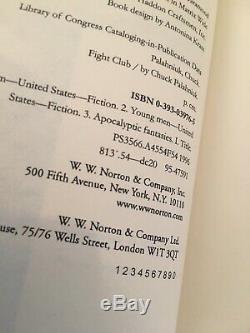 Haddon Craftsmen, Inc.
Book design by Antonina Krass
Library of Congress Cataloging-in-Publication Data
Palahniuk, Chuck.
Fight Club / by Chuck Palahniuk.
p. cm.
ISBN 0-393-03976-5
men—United States—Fiction. 2. Young men—United
States—Fiction. 3. Apocalyptic fantasies. I. Title.
PS3566.A4554F54 1996
813'.54—dc20 95-47591
W. W. Norton & Company, Inc.
500 Fifth Avenue, New York, N.Y. 10110
www.wwnorton.com
W. W. Norton & Company Ltd.
ouse, 75/76 Wells Street, London W1T 3QT
1 2 3 4 5 6 7 8 9 0